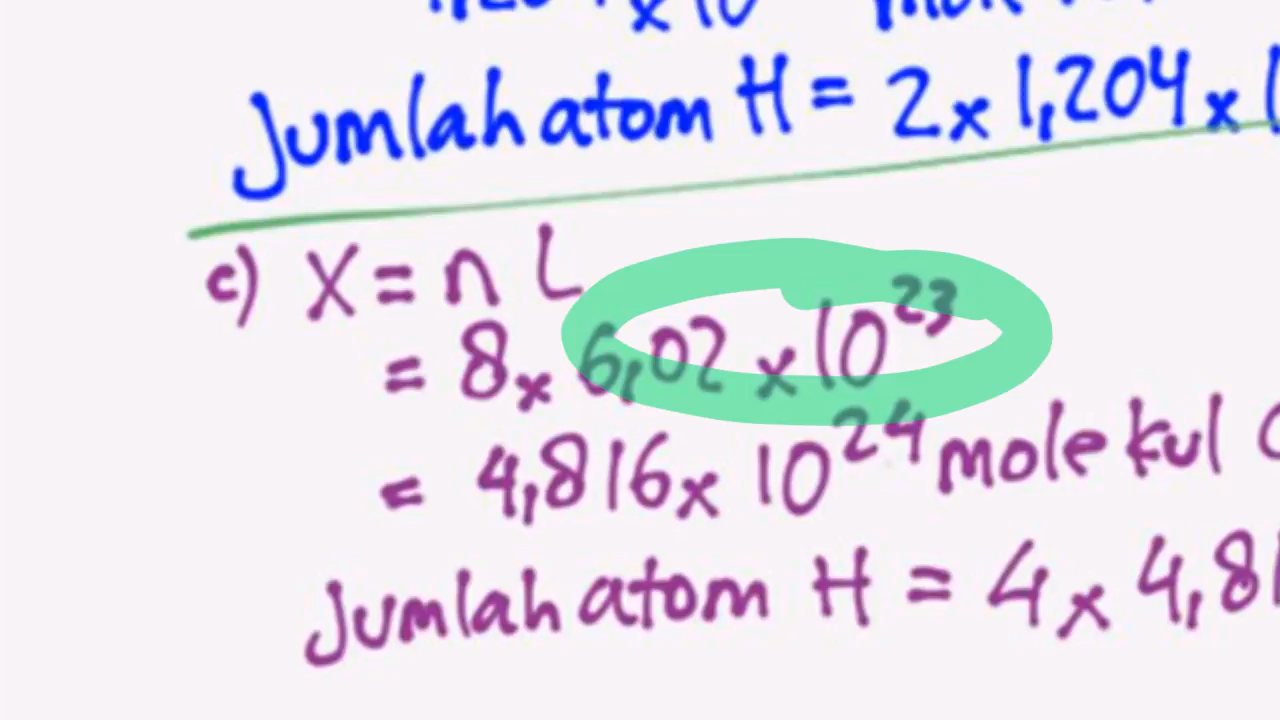 Jumlah atom H = 2 x 1,204 x
c) X = n L
= 8 x 6,02 x 10²³
= 4,816 x 10²⁴ molekul
Jumlah atom H = 4 x 4,8